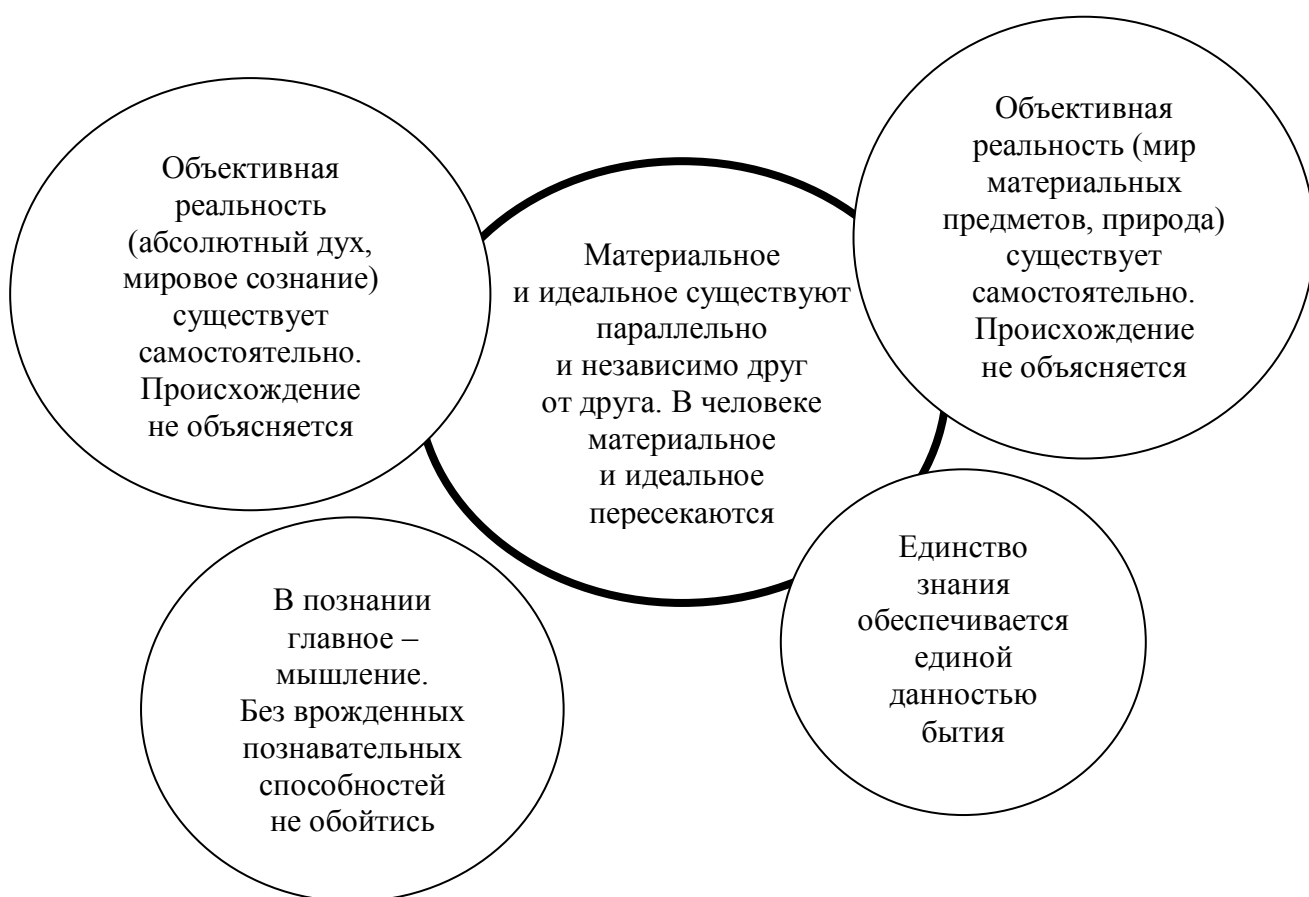 Объективная
реальность
(абсолютный дух,
мировое сознание)
существует
самостоятельно.
Происхождение
не объясняется
Материальное
и идеальное существуют
параллельно
и независимо друг
от друга. В человеке
материальное
и идеальное
пересекаются
Объективная
реальность (мир
материальных
предметов, природа)
существует
самостоятельно.
Происхождение
не объясняется
В познании
главное –
мышление.
Без врожденных
познавательных
способностей
не обойтись
Единство
знания
обеспечивается
единой
данностью
бытия